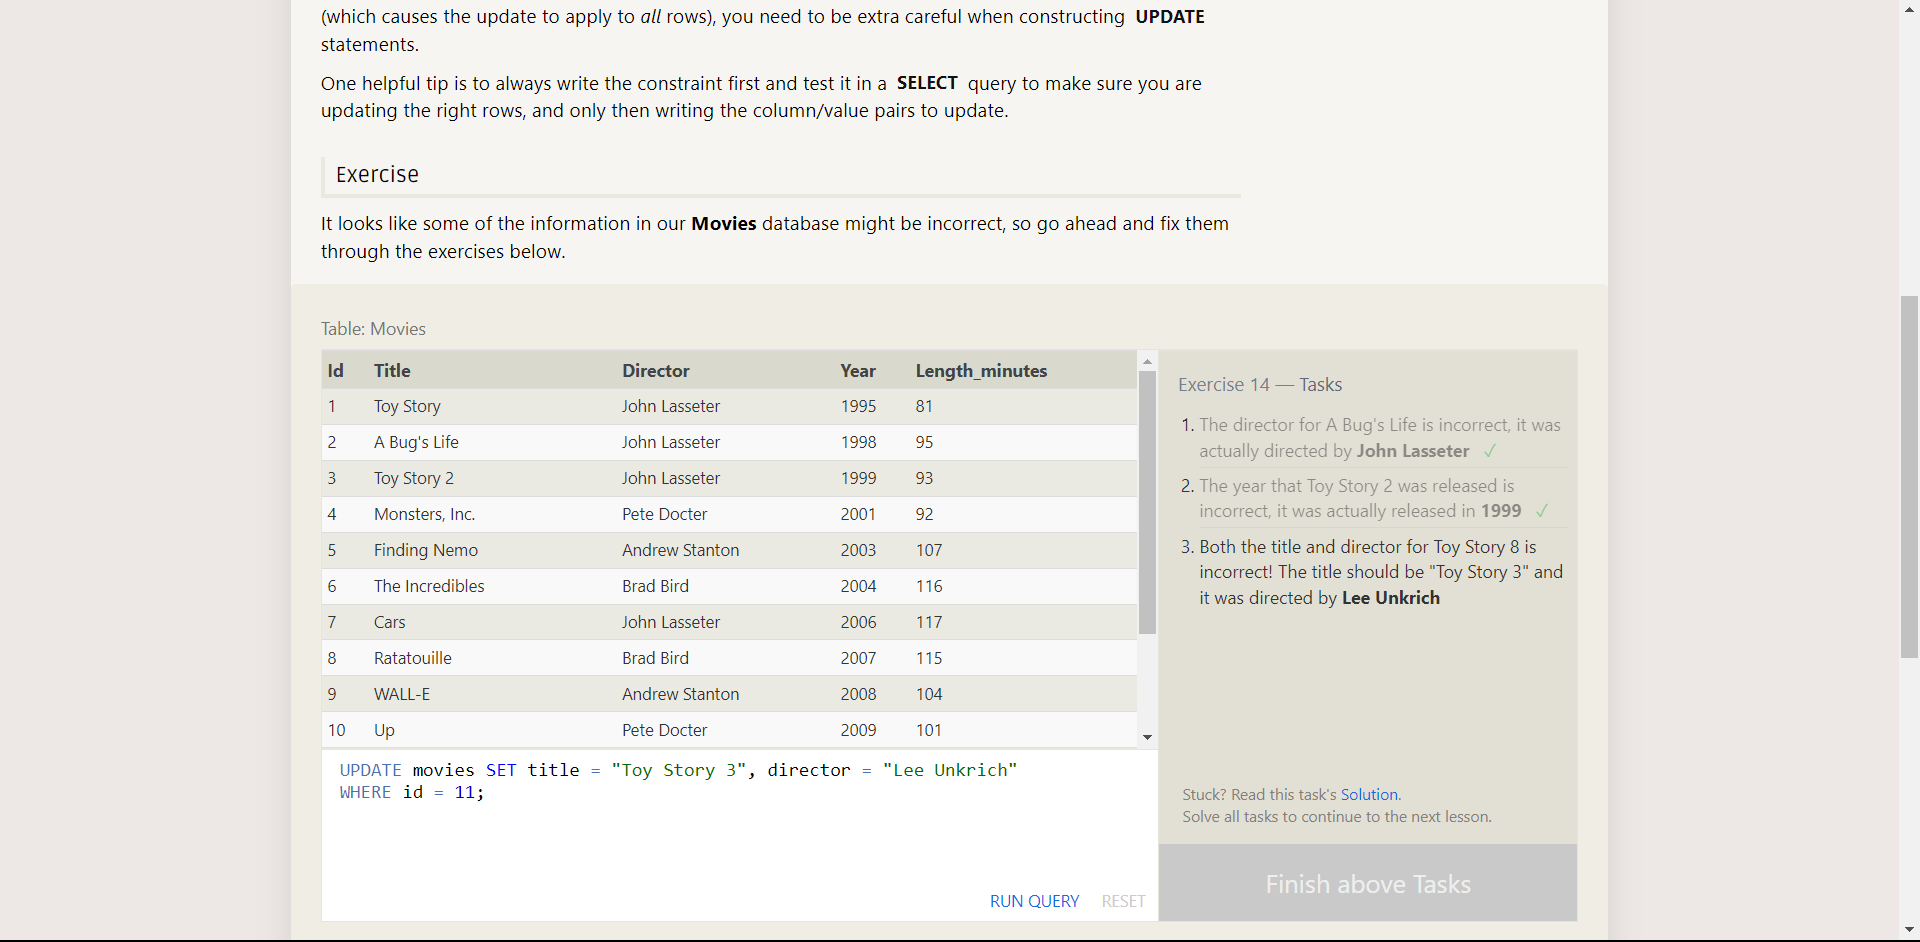 (which causes the update to apply to all rows), you need to be extra careful when constructing UPDATE
statements.
One helpful tip is to always write the constraint first and test it in a SELECT query to make sure you are
updating the right rows, and only then writing the column/value pairs to update.
Exercise
It looks like some of the information in our Movies database might be incorrect, so go ahead and fix them
through the exercises below.
Table: Movies
Id Title Director Year Length_minutes
1 Toy Story John Lasseter 1995 81
2 A Bug's Life John Lasseter 1998 95
3 Toy Story 2 John Lasseter 1999 93
4 Monsters, Inc. Pete Docter 2001 92
5 Finding Nemo Andrew Stanton 2003 107
6 The Incredibles Brad Bird 2004 116
7 Cars John Lasseter 2006 117
8 Ratatouille Brad Bird 2007 115
9 WALL-E Andrew Stanton 2008 104
10 Up Pete Docter 2009 101
UPDATE movies SET title = "Toy Story 3", director = "Lee Unkrich"
WHERE id = 11;
RUN QUERY RESET
Exercise 14 — Tasks
1. The director for A Bug's Life is incorrect, it was
actually directed by John Lasseter ✓
2. The year that Toy Story 2 was released is
incorrect, it was actually released in 1999 ✓
3. Both the title and director for Toy Story 8 is
incorrect! The title should be "Toy Story 3" and
it was directed by Lee Unkrich
Stuck? Read this task's Solution.
Solve all tasks to continue to the next lesson.
Finish above Tasks